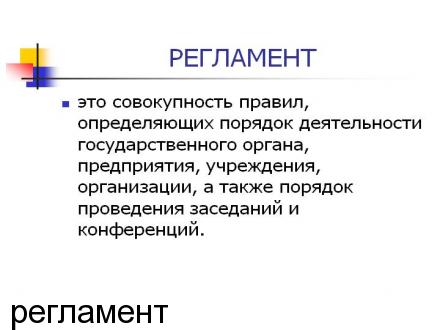 РЕГЛАМЕНТ
это совокупность правил,
определяющих порядок деятельности
государственного органа,
предприятия, учреждения,
организации, а также порядок
проведения заседаний и
конференций.
регламент